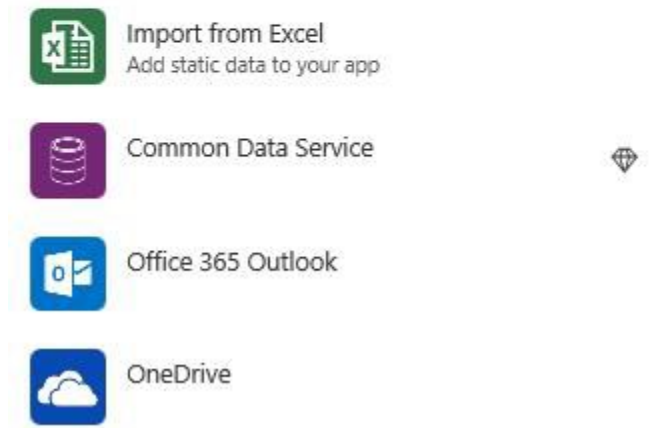 Import from Excel
Add static data to your app
Common Data Service
Office 365 Outlook
OneDrive